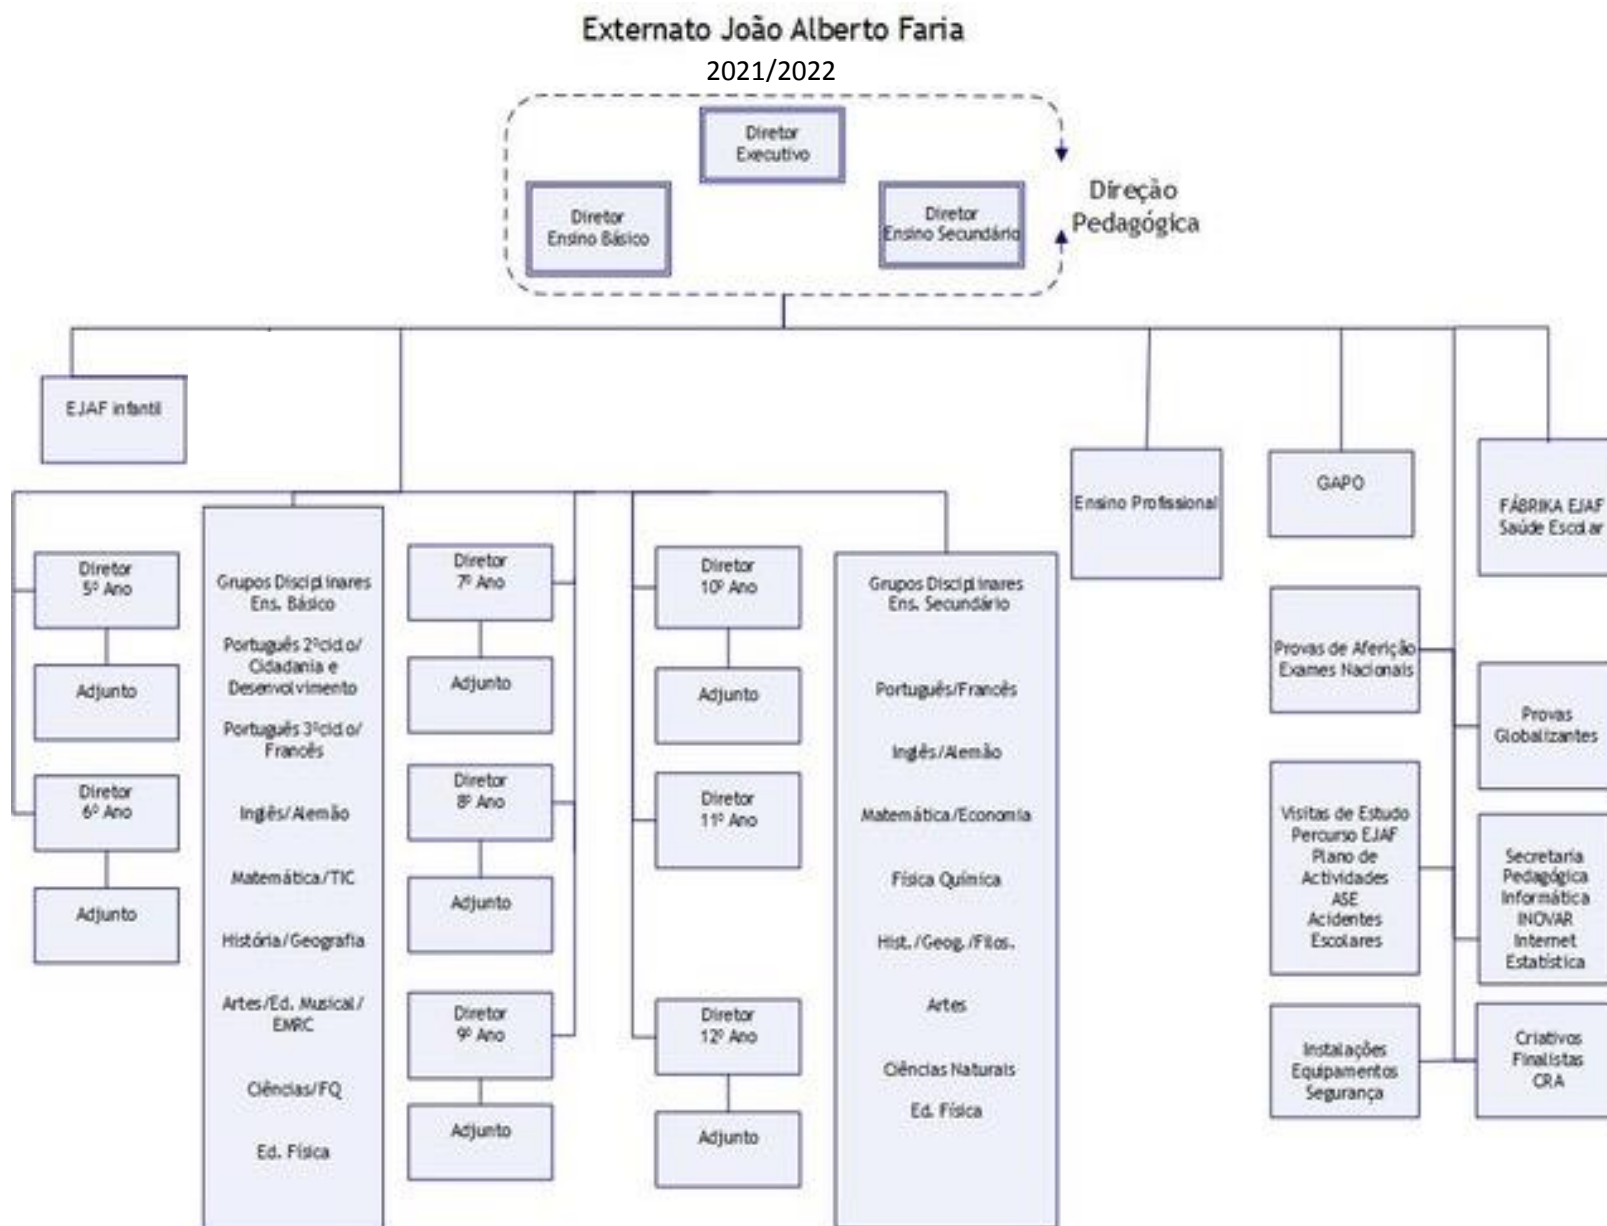 Externato João Alberto Faria
2021/2022
Diretor
Executivo
Diretor
Ensino Básico
Diretor
Ensino Secundário
Direção
Pedagógica
EJAF infantil
Ensino Profissional
GAPO
FÁBRIKA EJAF
Saúde Escolar
Diretor
5º Ano
Adjunto
Diretor
6º Ano
Adjunto
Grupos Disciplinares
Ens. Básico
Português 2ºciclo/
Cidadania e
Desenvolvimento
Português 3ºciclo/
Francês
Inglês/Alemão
Matemática/TIC
História/Geografia
Artes/Ed. Musical/
EMRC
Ciências/FQ
Ed. Física
Diretor
7º Ano
Adjunto
Diretor
8º Ano
Adjunto
Diretor
9º Ano
Adjunto
Diretor
10º Ano
Adjunto
Diretor
11º Ano
Diretor
12º Ano
Adjunto
Grupos Disciplinares
Ens. Secundário
Português/Francês
Inglês/Alemão
Matemática/Economia
Física Química
Hist./Geog./Filos.
Artes
Ciências Naturais
Ed. Física
Provas de Aferição
Exames Nacionais
Provas
Globalizantes
Visitas de Estudo
Percurso EJAF
Plano de
Actividades
ASE
Acidentes
Escolares
Secretaria
Pedagógica
Informática
INOVAR
Internet
Estatística
Instalações
Equipamentos
Segurança
Criativos
Finalistas
CRA